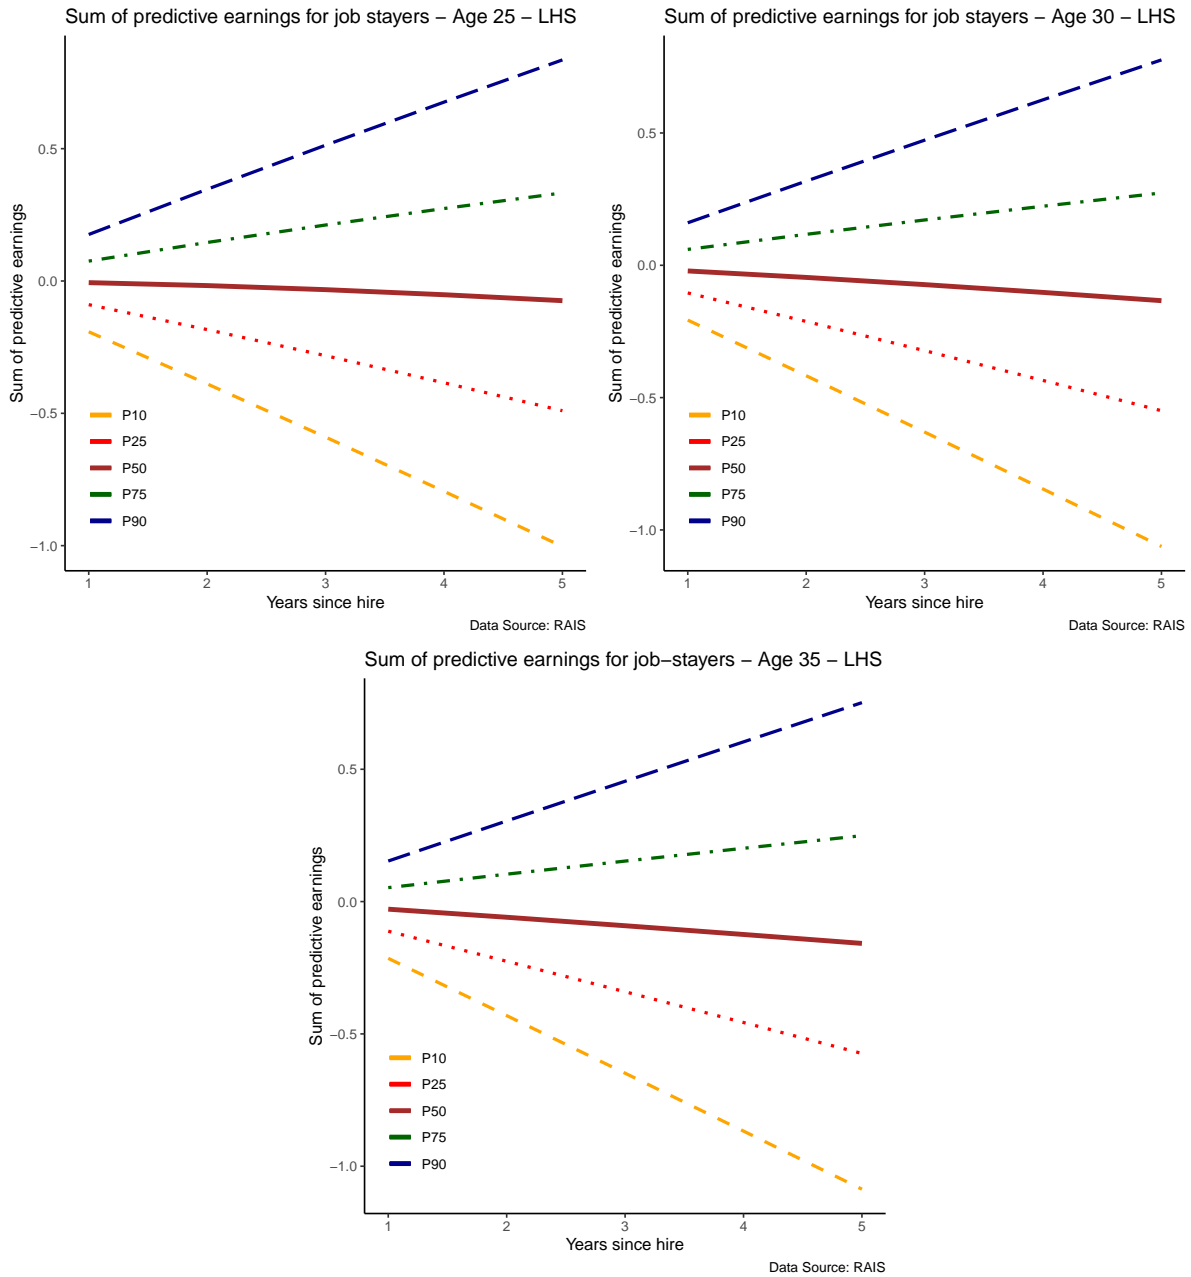 Sum of predictive earnings for job stayers − Age 25 − LHS
Sum of predictive earnings
0.5
0.0
−0.5
−1.0
P10
P25
P50
P75
P90
1 2 3 4 5
Years since hire
Data Source: RAIS
Sum of predictive earnings for job stayers − Age 30 − LHS
Sum of predictive earnings
0.5
0.0
−0.5
−1.0
P10
P25
P50
P75
P90
1 2 3 4 5
Years since hire
Data Source: RAIS
Sum of predictive earnings for job−stayers − Age 35 − LHS
Sum of predictive earnings
0.5
0.0
−0.5
−1.0
P10
P25
P50
P75
P90
1 2 3 4 5
Years since hire
Data Source: RAIS